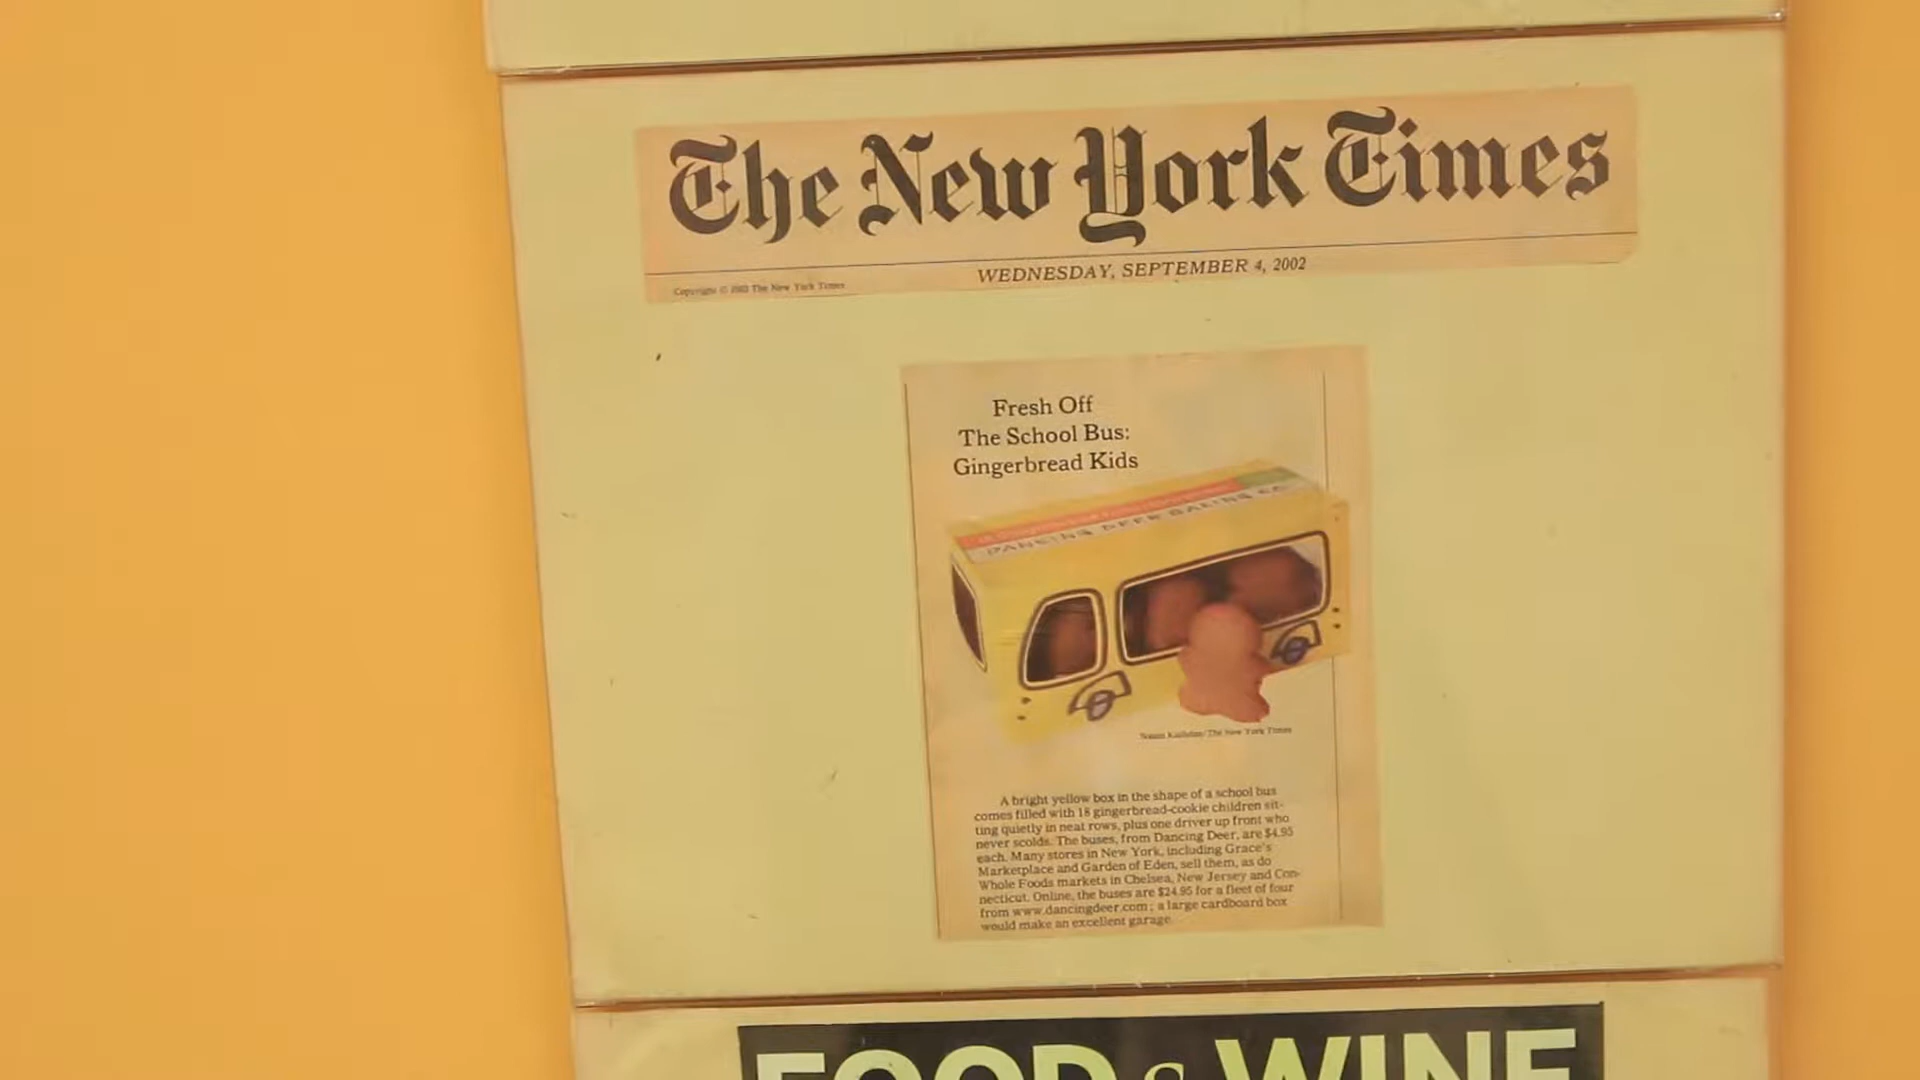 The New York Times
WEDNESDAY, SEPTEMBER 4, 2002
Copyright © The New York Times
Fresh Off
The School Bus:
Gingerbread Kids
DANCING DEER BAKING CO.
The New York Times
A bright yellow box in the shape of a school bus
comes filled with 18 gingerbread-cookie children sit-
ting quietly in neat rows, plus one driver up front who
never scolds. The buses, from Dancing Deer, are $4.95
each. Many stores in New York, including Grace's
Marketplace and Garden of Eden, sell them, as do
Whole Foods markets in Chelsea, New Jersey and Con-
necticut. Online, the buses are $24.95 for a fleet of four
from www.dancingdeer.com; a large cardboard box
would make an excellent garage.
FOOD & WINE